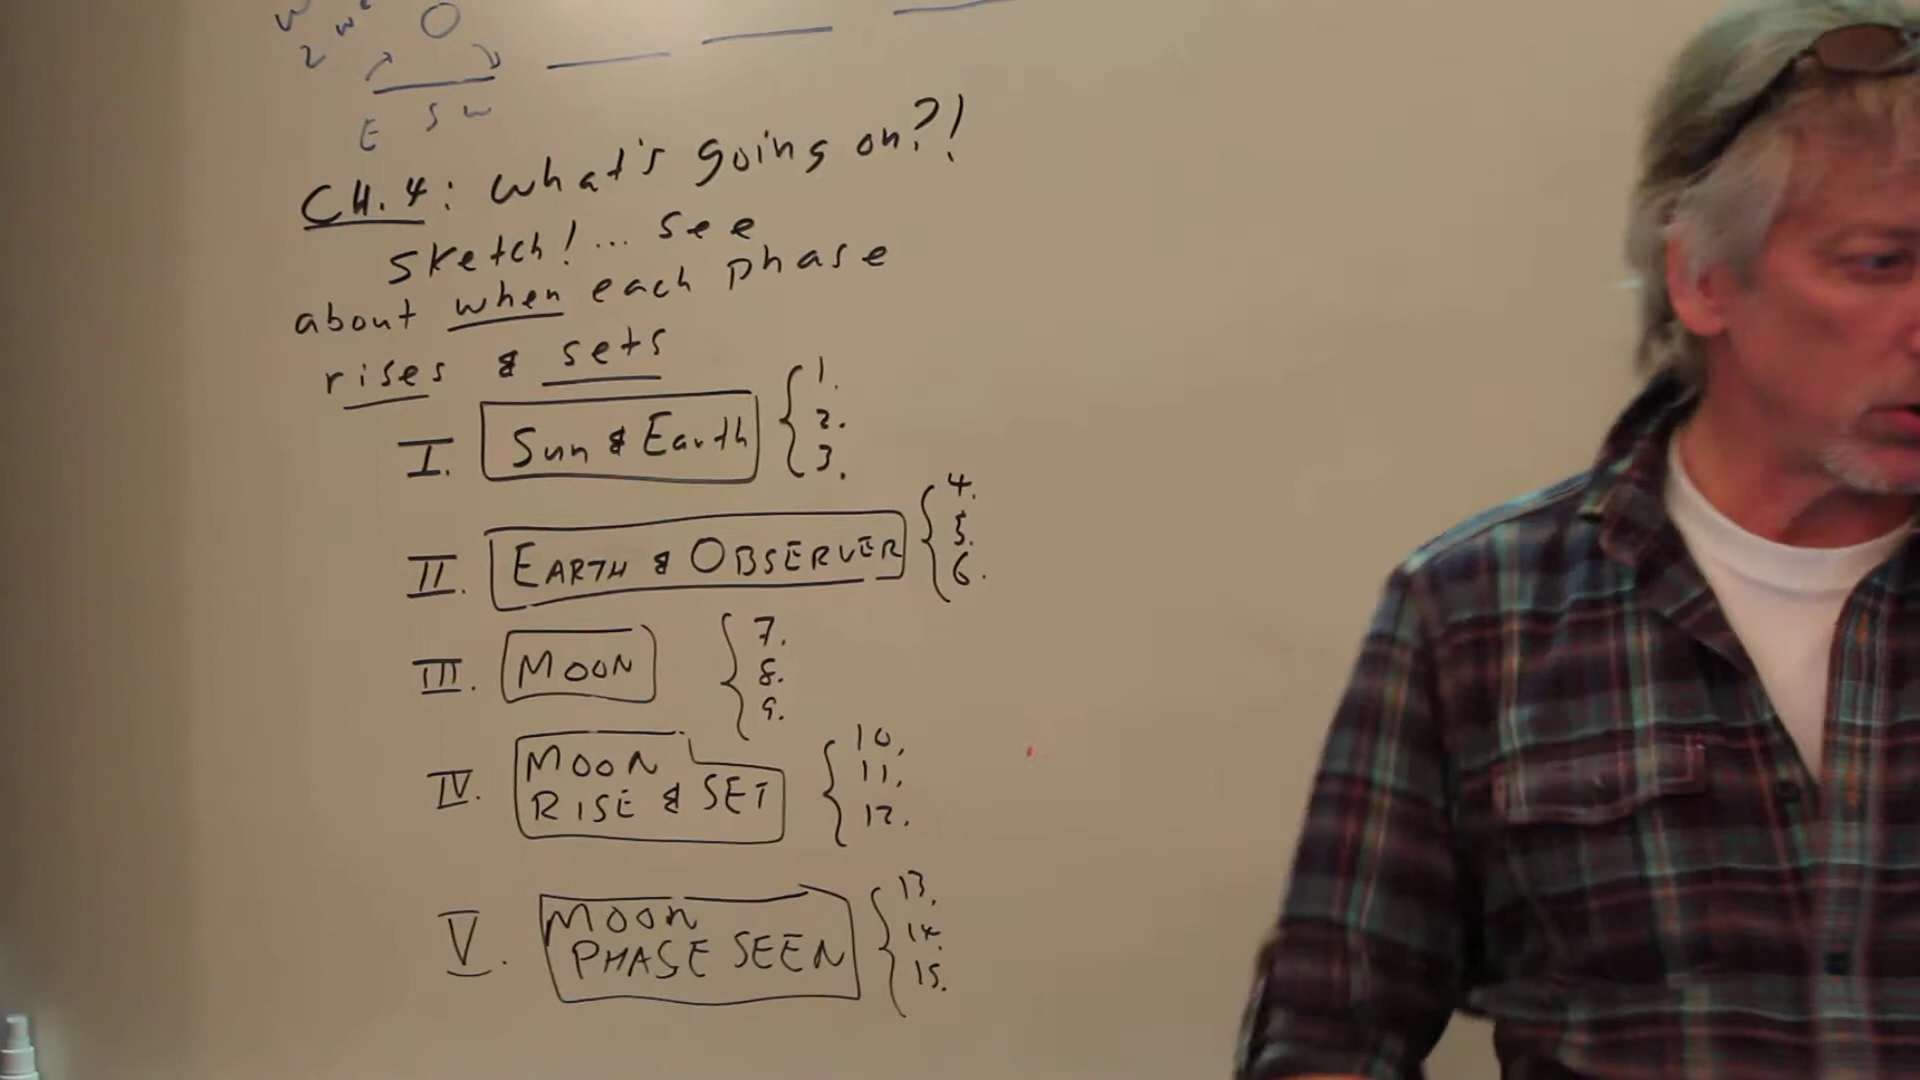 W
2 W
E S W
CH. 4: What's going on?!
Sketch!... see
about when each phase
rises & sets
I. Sun & Earth
1.
2.
3.
II. EARTH & OBSERVER
4.
5.
6.
III. MOON
7.
8.
9.
IV. MOON
RISE & SET
10.
11.
12.
V. MOON
PHASE SEEN
13.
14.
15.